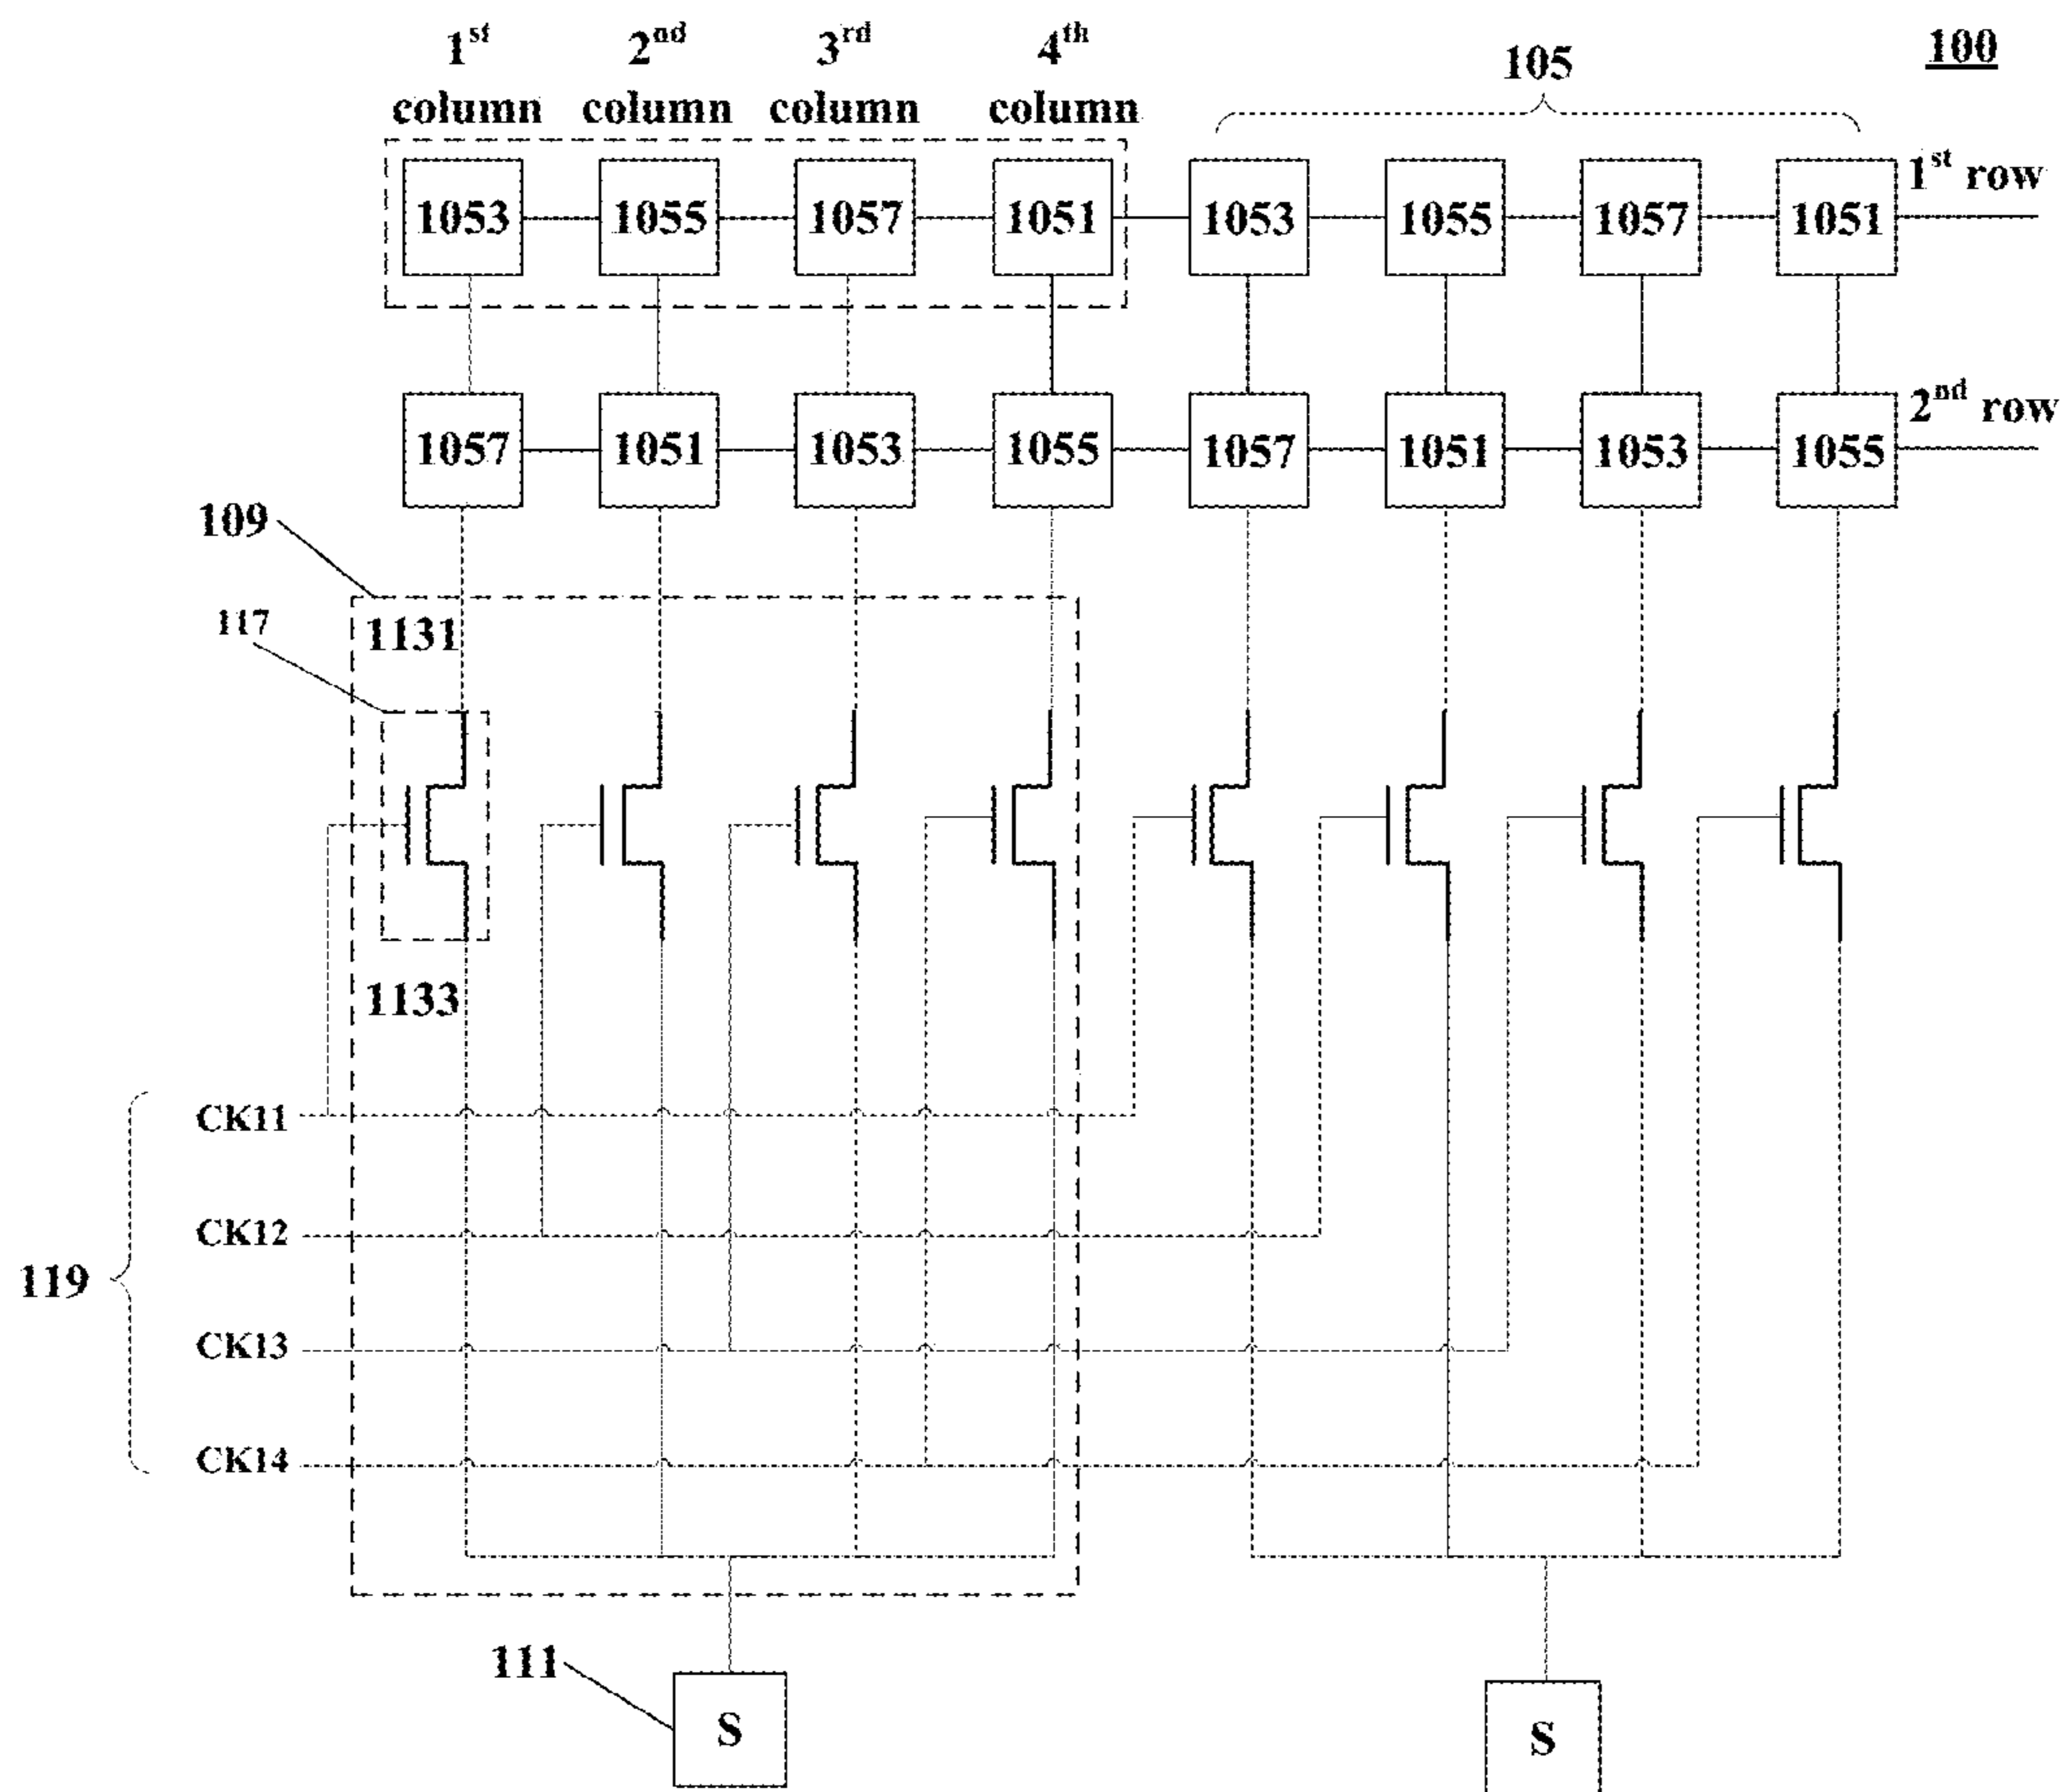 1st column
2nd column
3rd column
4th column
105
100
1053 1055 1057 1051 1053 1055 1057 1051
1st row
1057 1051 1053 1055 1057 1051 1053 1055
2nd row
109
117
1131
1133
CK11
CK12
CK13
CK14
119
111
S
S